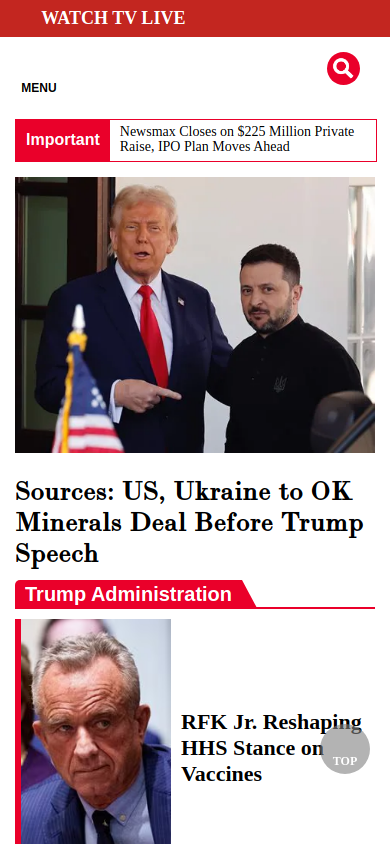 WATCH TV LIVE
MENU
Important
Newsmax Closes on $225 Million Private
Raise, IPO Plan Moves Ahead
Sources: US, Ukraine to OK
Minerals Deal Before Trump
Speech
Trump Administration
RFK Jr. Reshaping
HHS Stance on
Vaccines
TOP